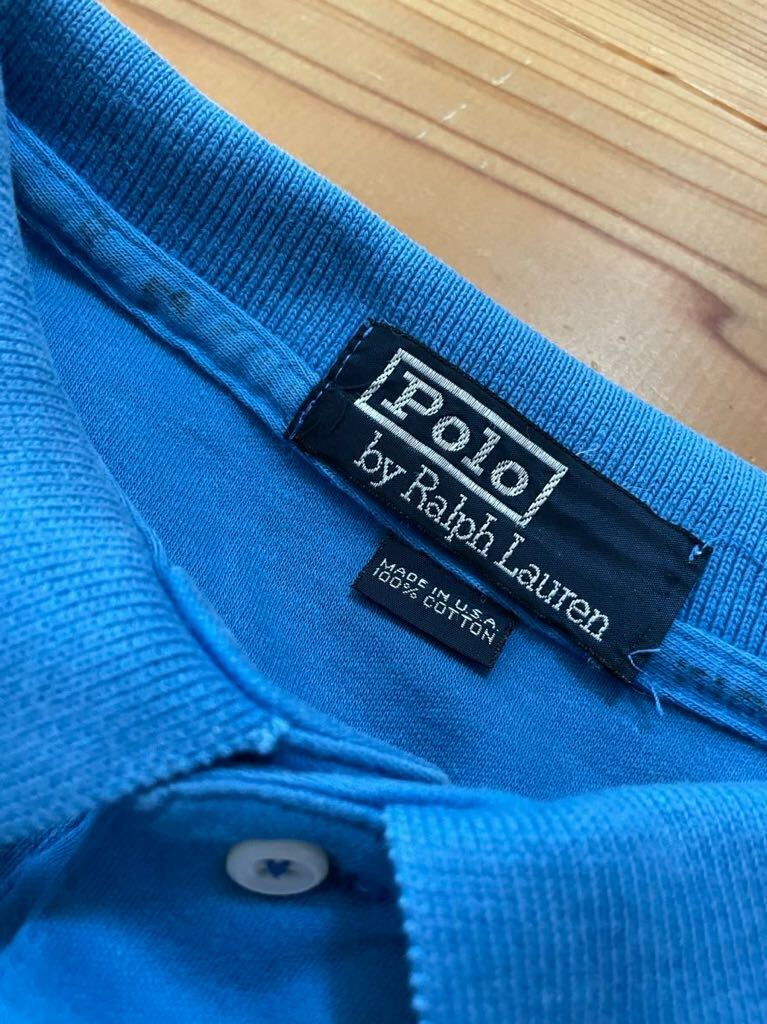 Polo
by Ralph Lauren
MADE IN U.S.A.
100% COTTON